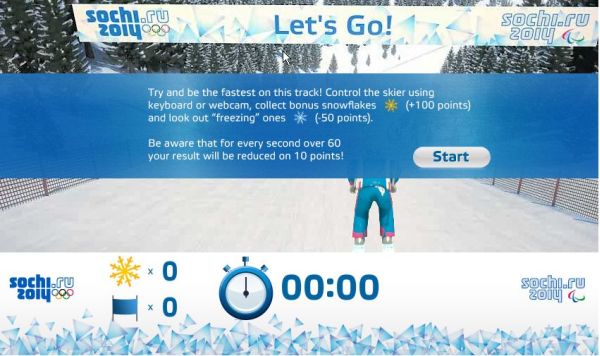 sochi.ru
2014
Let's Go!
sochi.ru
2014
Try and be the fastest on this track! Control the skier using
keyboard or webcam, collect bonus snowflakes (+100 points)
and look out "freezing" ones (-50 points).
Be aware that for every second over 60
your result will be reduced on 10 points!
Start
x 0
x 0
00:00
sochi.ru
2014
sochi.ru
2014